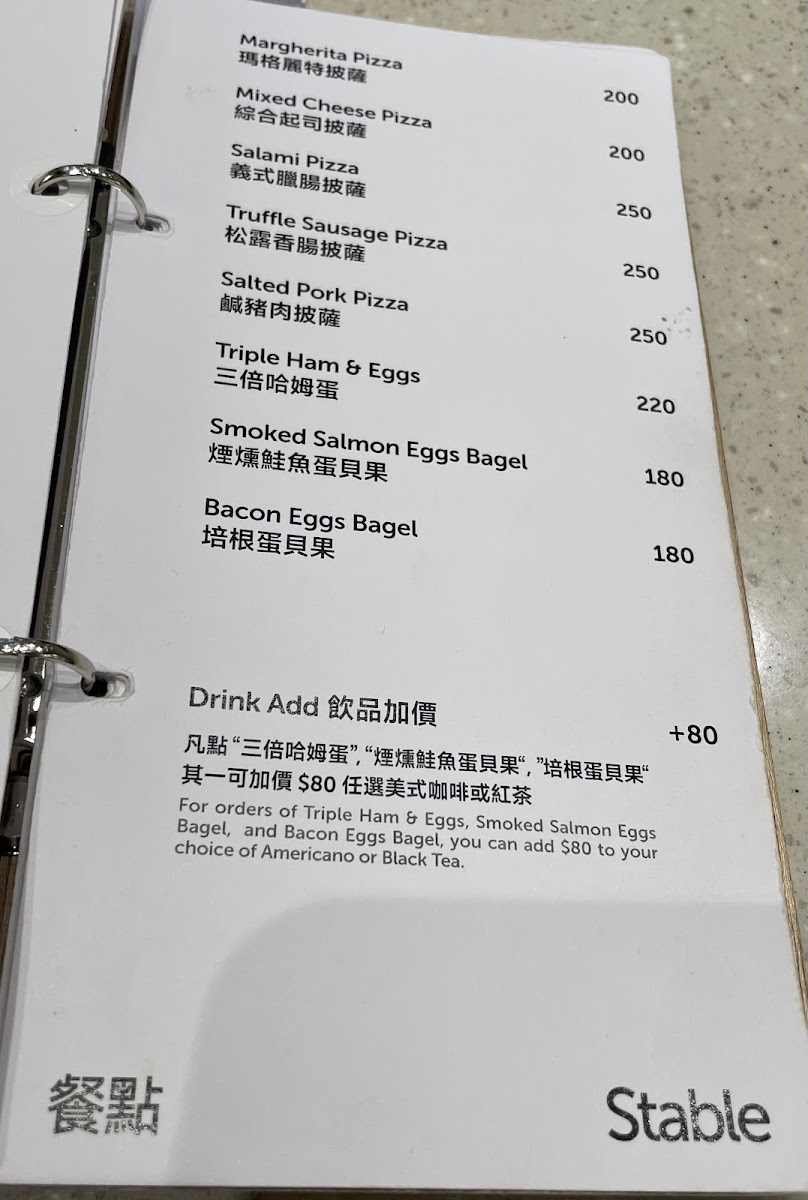 Margherita Pizza
瑪格麗特披薩
200
Mixed Cheese Pizza
綜合起司披薩
200
Salami Pizza
義式臘腸披薩
250
Truffle Sausage Pizza
松露香腸披薩
250
Salted Pork Pizza
鹹豬肉披薩
250
Triple Ham & Eggs
三倍哈姆蛋
220
Smoked Salmon Eggs Bagel
煙燻鮭魚蛋貝果
180
Bacon Eggs Bagel
培根蛋貝果
180
Drink Add 飲品加價
+80
凡點 “三倍哈姆蛋”, “煙燻鮭魚蛋貝果“, ”培根蛋貝果“
其一可加價 $80 任選美式咖啡或紅茶
For orders of Triple Ham & Eggs, Smoked Salmon Eggs
Bagel, and Bacon Eggs Bagel, you can add $80 to your
choice of Americano or Black Tea.
餐點
Stable